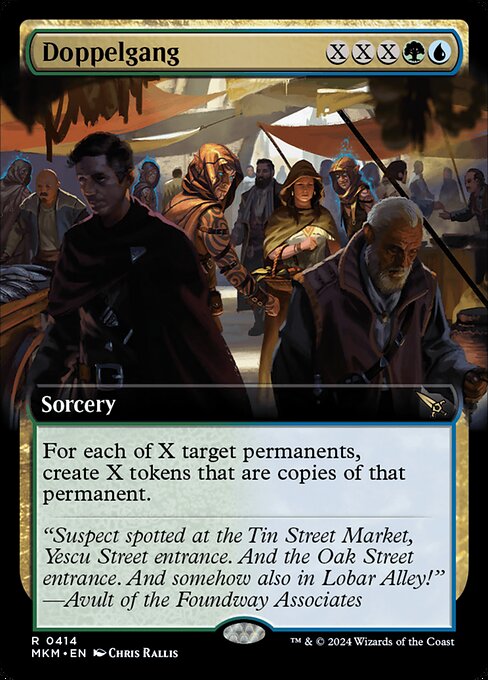 Doppelgang XXX
Sorcery
For each of X target permanents,
create X tokens that are copies of that
permanent.
“Suspect spotted at the Tin Street Market,
Yescu Street entrance. And the Oak Street
entrance. And somehow also in Lobar Alley!”
—Avult of the Foundway Associates
R 0414
MKM • EN Chris Rallis
™ & © 2024 Wizards of the Coast